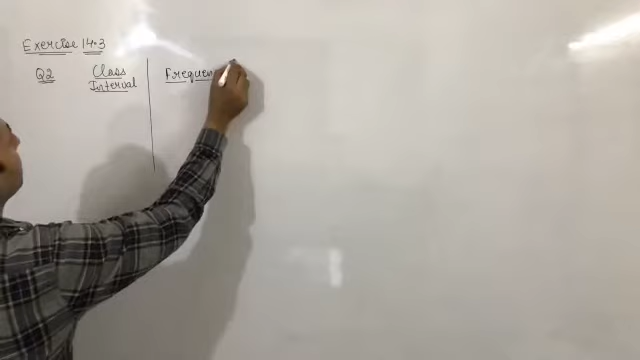 Exercise 14.3
Q2 Class Frequen
Interval